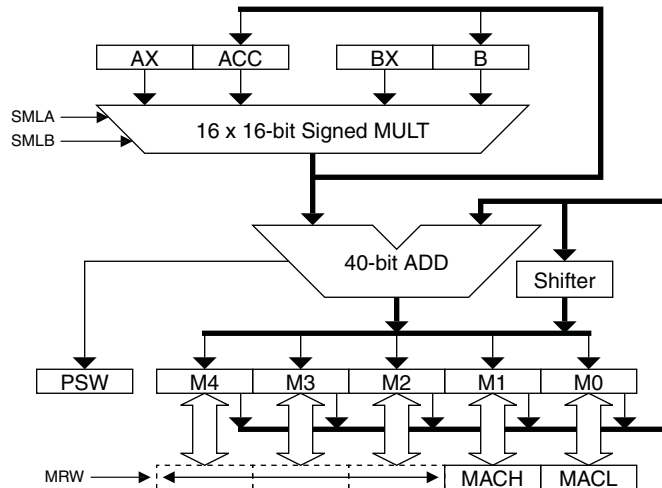 AX ACC BX B
SMLA
16 x 16-bit Signed MULT
SMLB
40-bit ADD
Shifter
PSW M4 M3 M2 M1 M0
MRW MACH MACL